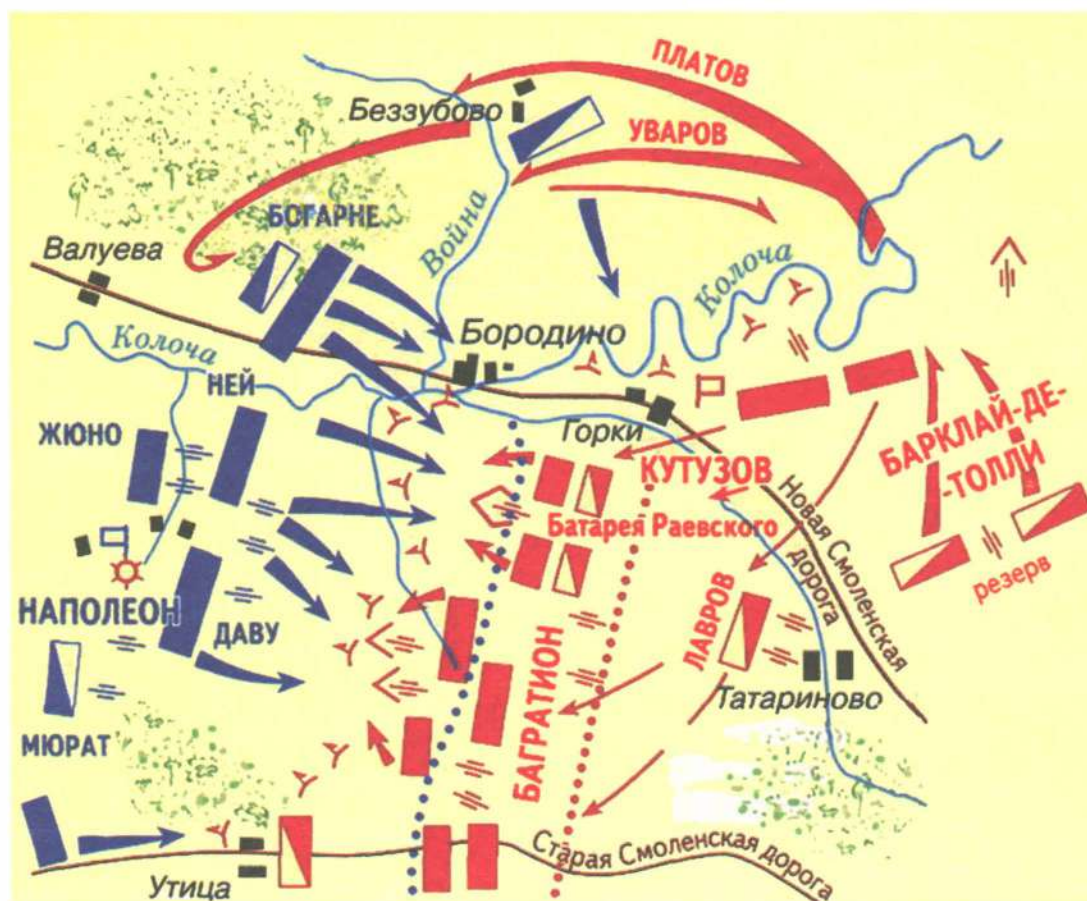 ПЛАТОВ
Беззубово
УВАРОВ
БОГАРНЕ
Война
Валуева
Колоча
Колоча
Бородино
НЕЙ
ЖЮНО
Горки
БАРКЛАЙ-ДЕ-
-ТОЛЛИ
КУТУЗОВ
Батарея Раевского
Новая Смоленская
дорога
резерв
НАПОЛЕОН
ДАВУ
ЛАВРОВ
БАГРАТИОН
Татариново
МЮРАТ
Старая Смоленская дорога
Утица